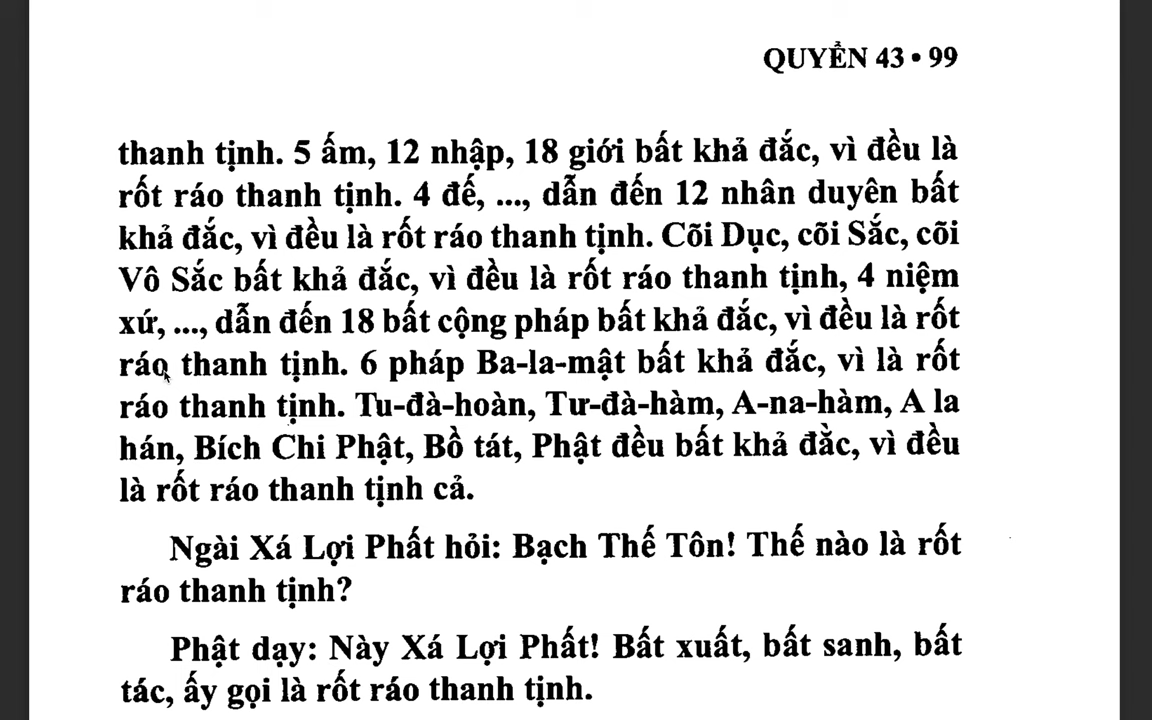 QUYỂN 43 • 99
thanh tịnh. 5 ấm, 12 nhập, 18 giới bất khả đắc, vì đều là
rốt ráo thanh tịnh. 4 đế, ..., dẫn đến 12 nhân duyên bất
khả đắc, vì đều là rốt ráo thanh tịnh. Cõi Dục, cõi Sắc, cõi
Vô Sắc bất khả đắc, vì đều là rốt ráo thanh tịnh, 4 niệm
xứ, ..., dẫn đến 18 bất cộng pháp bất khả đắc, vì đều là rốt
ráo thanh tịnh. 6 pháp Ba-la-mật bất khả đắc, vì là rốt
ráo thanh tịnh. Tu-đà-hoàn, Tư-đà-hàm, A-na-hàm, A la
hán, Bích Chi Phật, Bồ tát, Phật đều bất khả đắc, vì đều
là rốt ráo thanh tịnh cả.
Ngài Xá Lợi Phất hỏi: Bạch Thế Tôn! Thế nào là rốt
ráo thanh tịnh?
Phật dạy: Này Xá Lợi Phất! Bất xuất, bất sanh, bất
tác, ấy gọi là rốt ráo thanh tịnh.